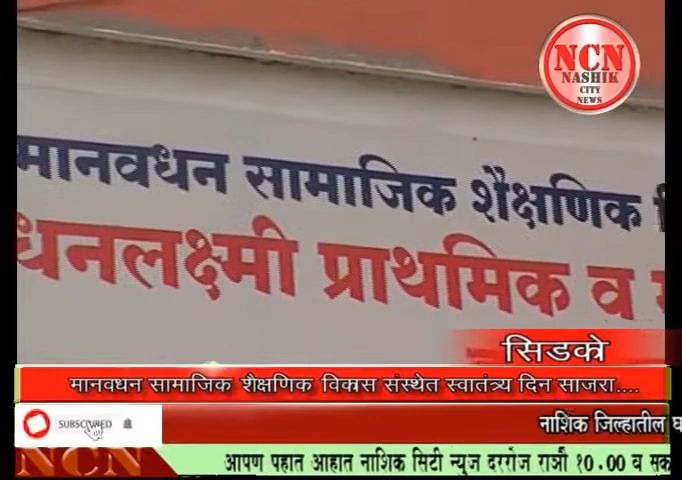 NCN
NASHIK
CITY
NEWS
मानवधन सामाजिक शैक्षणिक
धनलक्ष्मी प्राथमिक व
सिडको
मानवधन सामाजिक शैक्षणिक विकास संस्थेत स्वातंत्र्य दिन साजरा....
SUBSCRIBED
नाशिक जिल्हातील
NCN
आपण पहात आहात नाशिक सिटी न्युज दररोज रात्रौ १०.०० व